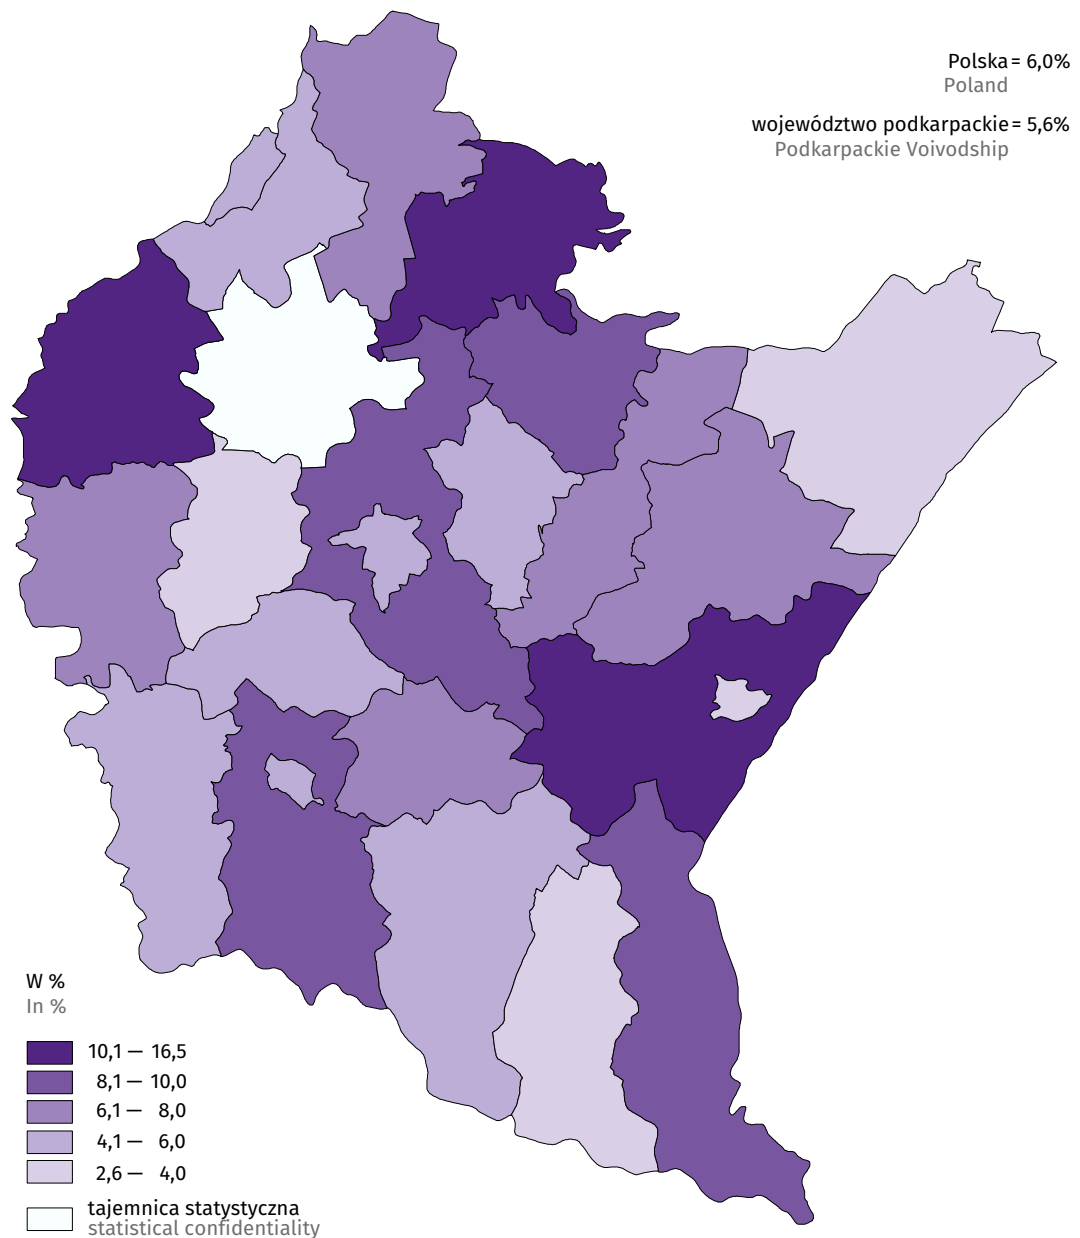 Polska = 6,0%
Poland
województwo podkarpackie = 5,6%
Podkarpackie Voivodship
W %
In %
10,1 — 16,5
8,1 — 10,0
6,1 — 8,0
4,1 — 6,0
2,6 — 4,0
tajemnica statystyczna
statistical confidentiality